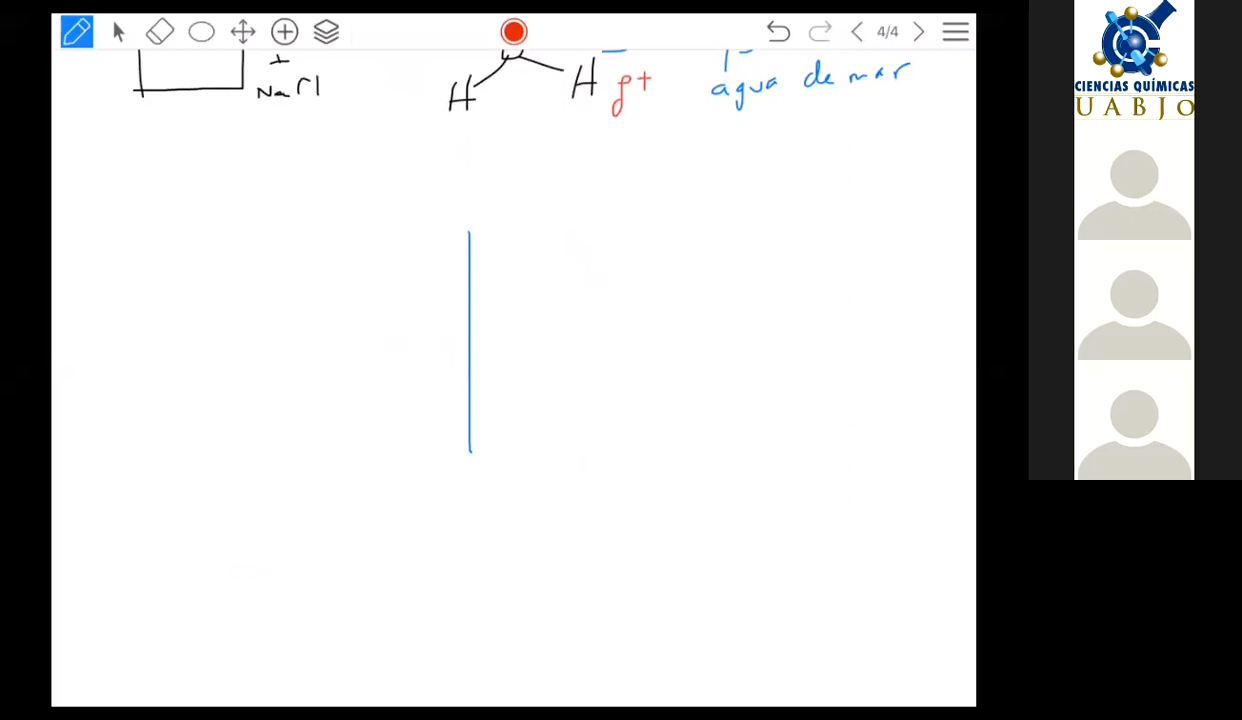 4/4
CIENCIAS QUÍMICAS
UABJO
+
NaCl
H
H
δ+
agua de mar